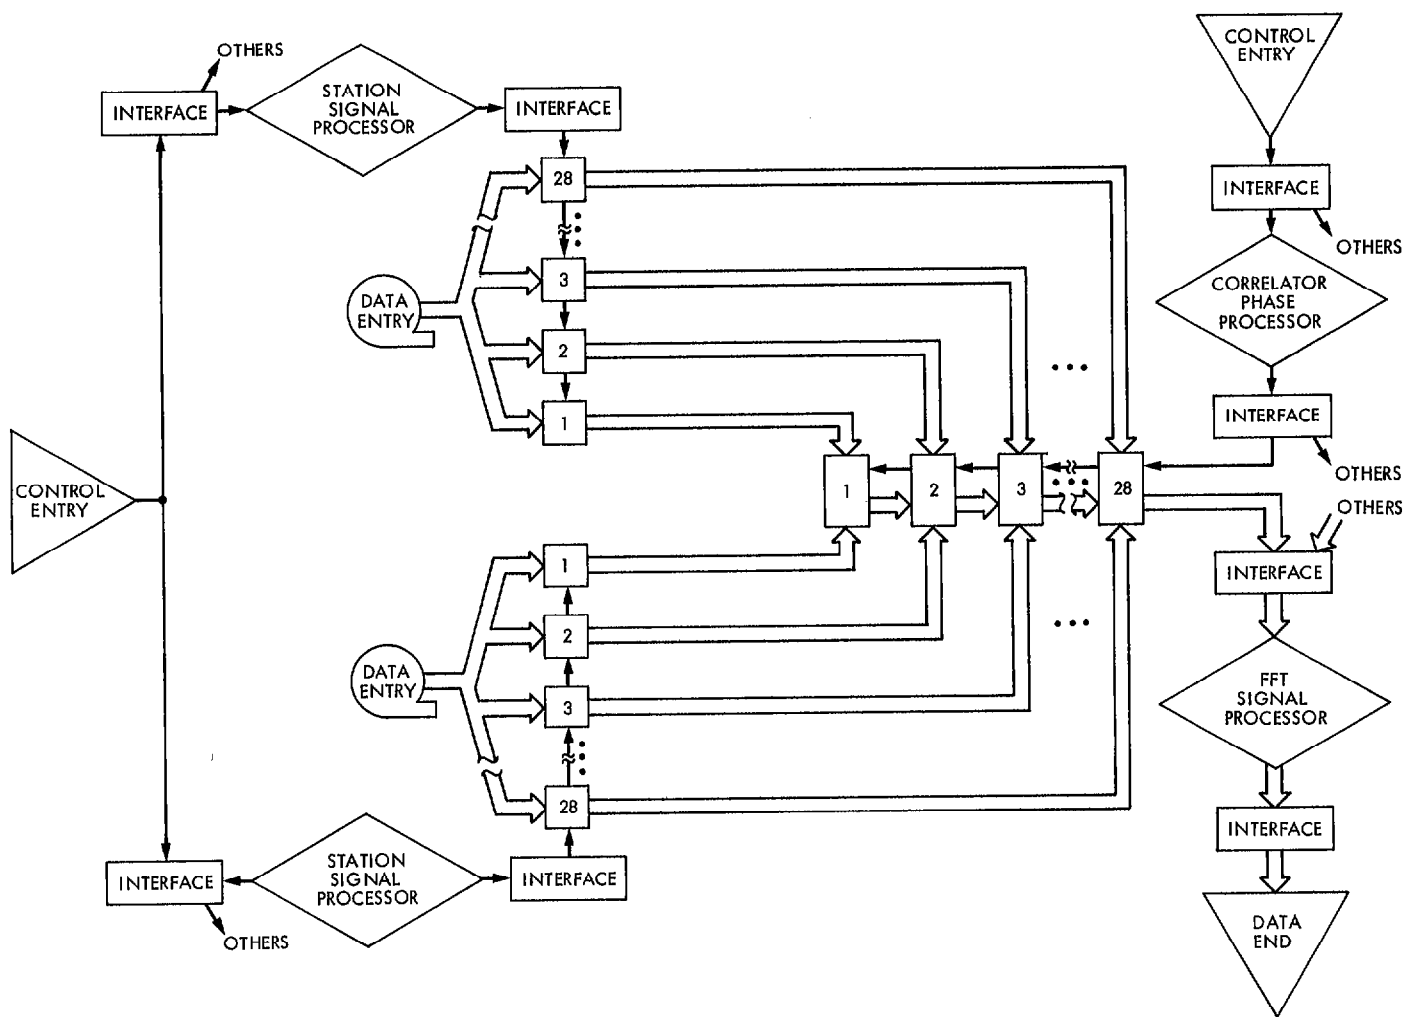 OTHERS
INTERFACE
STATION
SIGNAL
PROCESSOR
INTERFACE
28
3
2
1
DATA
ENTRY
CONTROL
ENTRY
DATA
ENTRY
1
2
3
28
INTERFACE
OTHERS
STATION
SIGNAL
PROCESSOR
INTERFACE
1
2
3
28
CONTROL
ENTRY
INTERFACE
OTHERS
CORRELATOR
PHASE
PROCESSOR
INTERFACE
OTHERS
OTHERS
INTERFACE
FFT
SIGNAL
PROCESSOR
INTERFACE
DATA
END